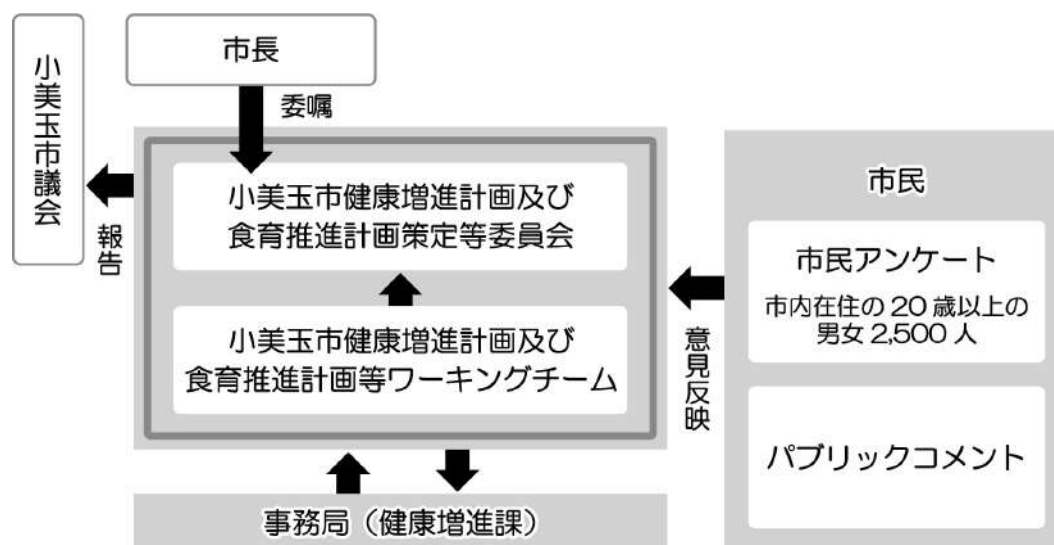 小美玉市議会
市長
委嘱
報告
小美玉市健康増進計画及び
食育推進計画策定等委員会
小美玉市健康増進計画及び
食育推進計画等ワーキングチーム
事務局（健康増進課）
意見反映
市民
市民アンケート
市内在住の20歳以上の
男女2,500人
パブリックコメント